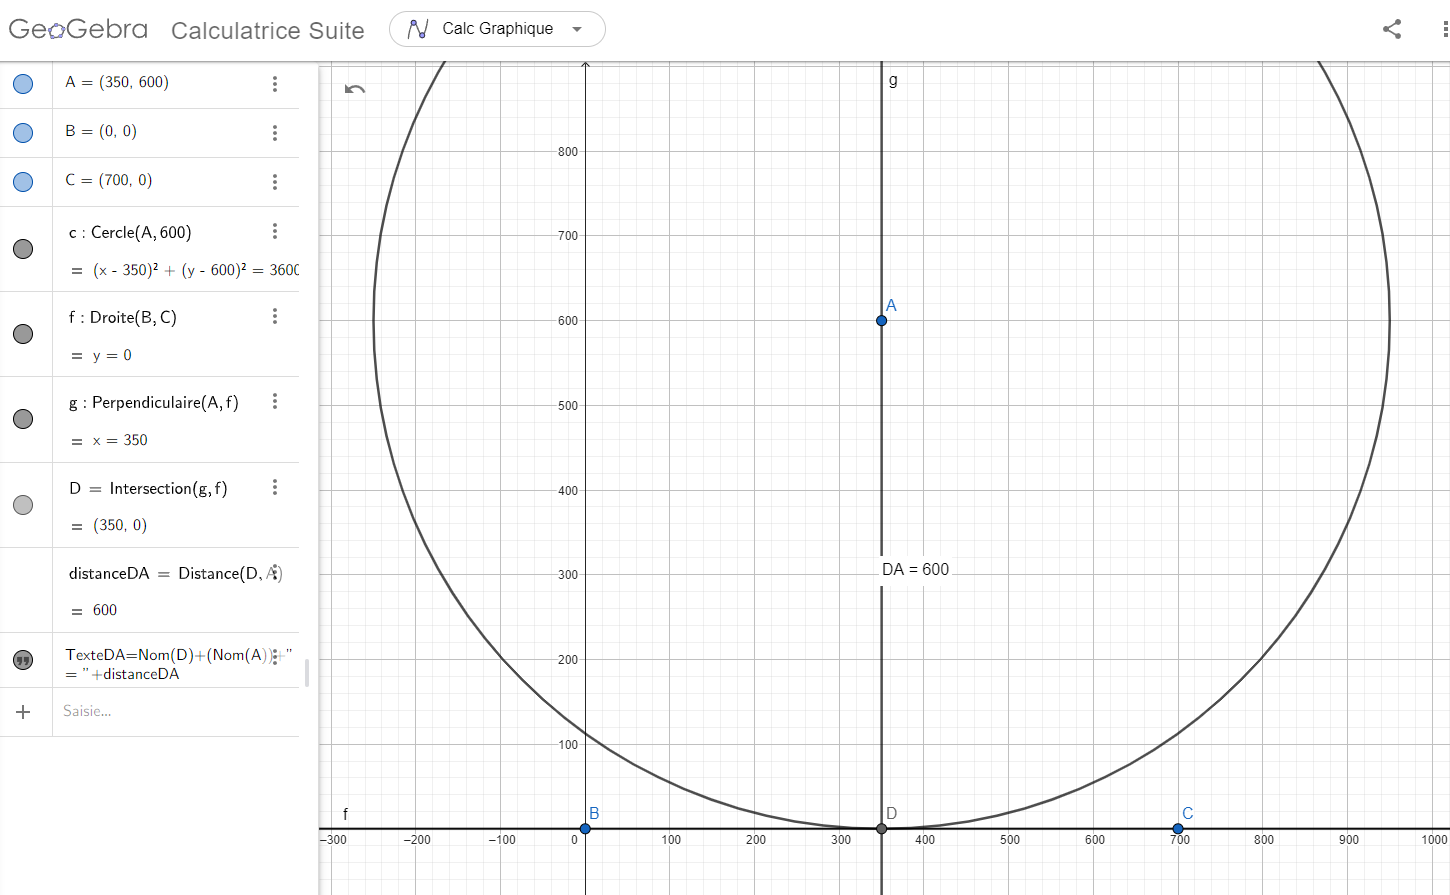 GeoGebra Calculatrice Suite Calc Graphique
A = (350, 600)
B = (0, 0)
C = (700, 0)
c : Cercle(A, 600)
= (x - 350)² + (y - 600)² = 3600
f : Droite(B, C)
= y = 0
g : Perpendiculaire(A, f)
= x = 350
D = Intersection(g, f)
= (350, 0)
distanceDA = Distance(D, A)
= 600
TexteDA=Nom(D)+(Nom(A))+"
= "+distanceDA
Saisie...
g
800
700
A
600
500
400
DA = 600
300
200
100
f
B
D
C
−300 −200 −100 0 100 200 300 400 500 600 700 800 900 1000